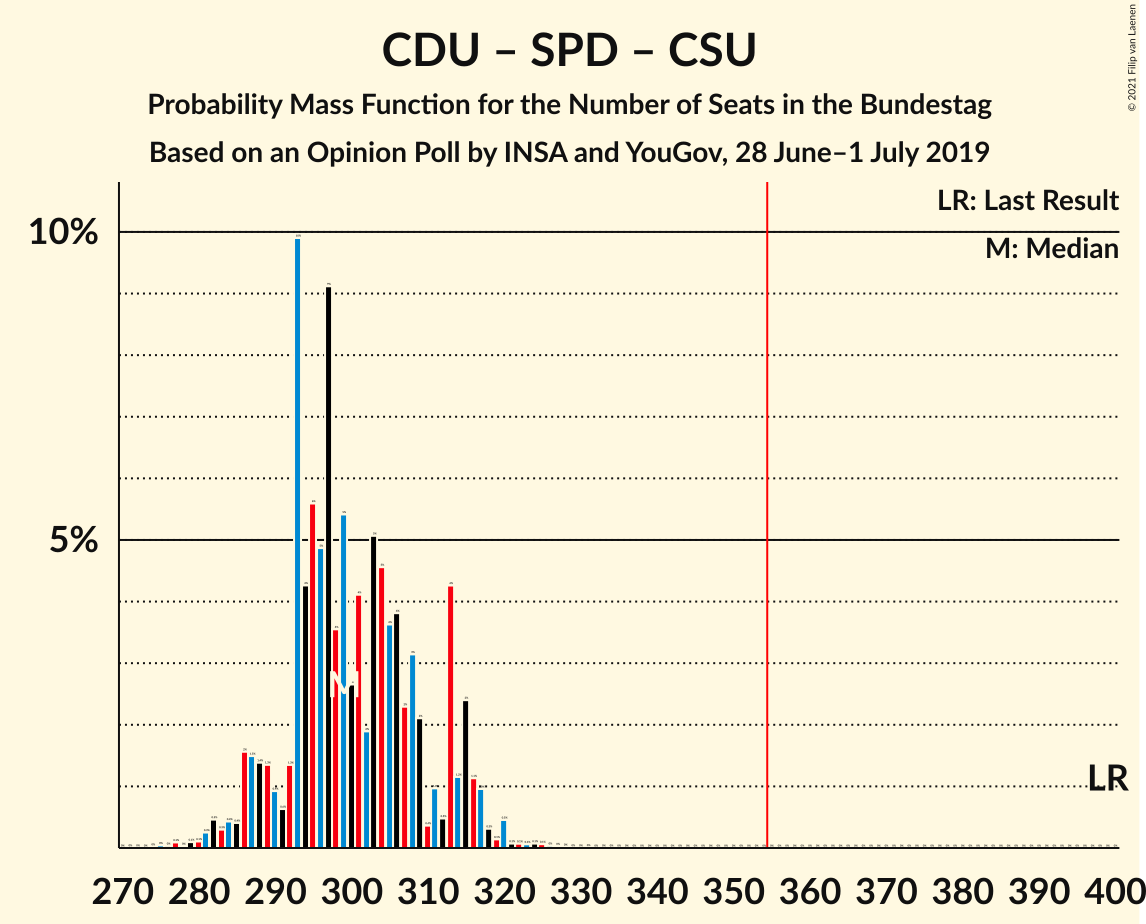 CDU – SPD – CSU
Probability Mass Function for the Number of Seats in the Bundestag
Based on an Opinion Poll by INSA and YouGov, 28 June–1 July 2019
© 2021 Filip van Laenen
LR: Last Result
M: Median
10%
5%
M
LR
270 280 290 300 310 320 330 340 350 360 370 380 390 400